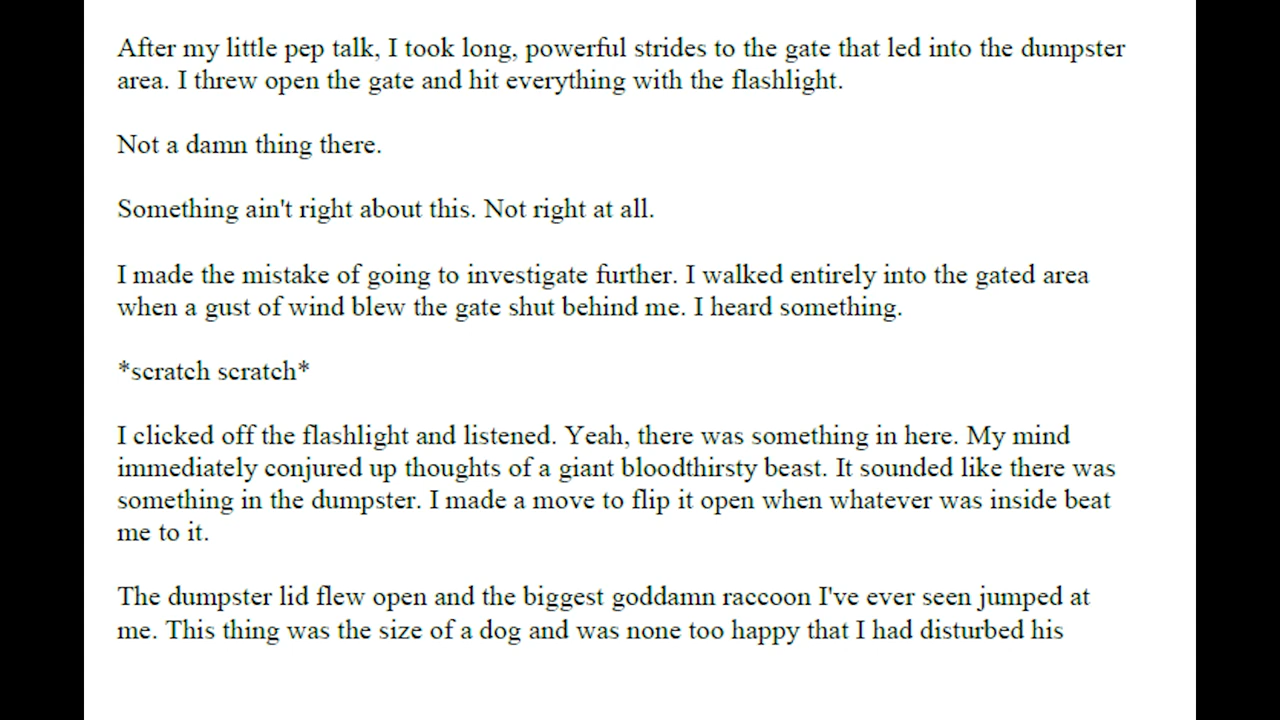 After my little pep talk, I took long, powerful strides to the gate that led into the dumpster
area. I threw open the gate and hit everything with the flashlight.
Not a damn thing there.
Something ain't right about this. Not right at all.
I made the mistake of going to investigate further. I walked entirely into the gated area
when a gust of wind blew the gate shut behind me. I heard something.
*scratch scratch*
I clicked off the flashlight and listened. Yeah, there was something in here. My mind
immediately conjured up thoughts of a giant bloodthirsty beast. It sounded like there was
something in the dumpster. I made a move to flip it open when whatever was inside beat
me to it.
The dumpster lid flew open and the biggest goddamn raccoon I've ever seen jumped at
me. This thing was the size of a dog and was none too happy that I had disturbed his